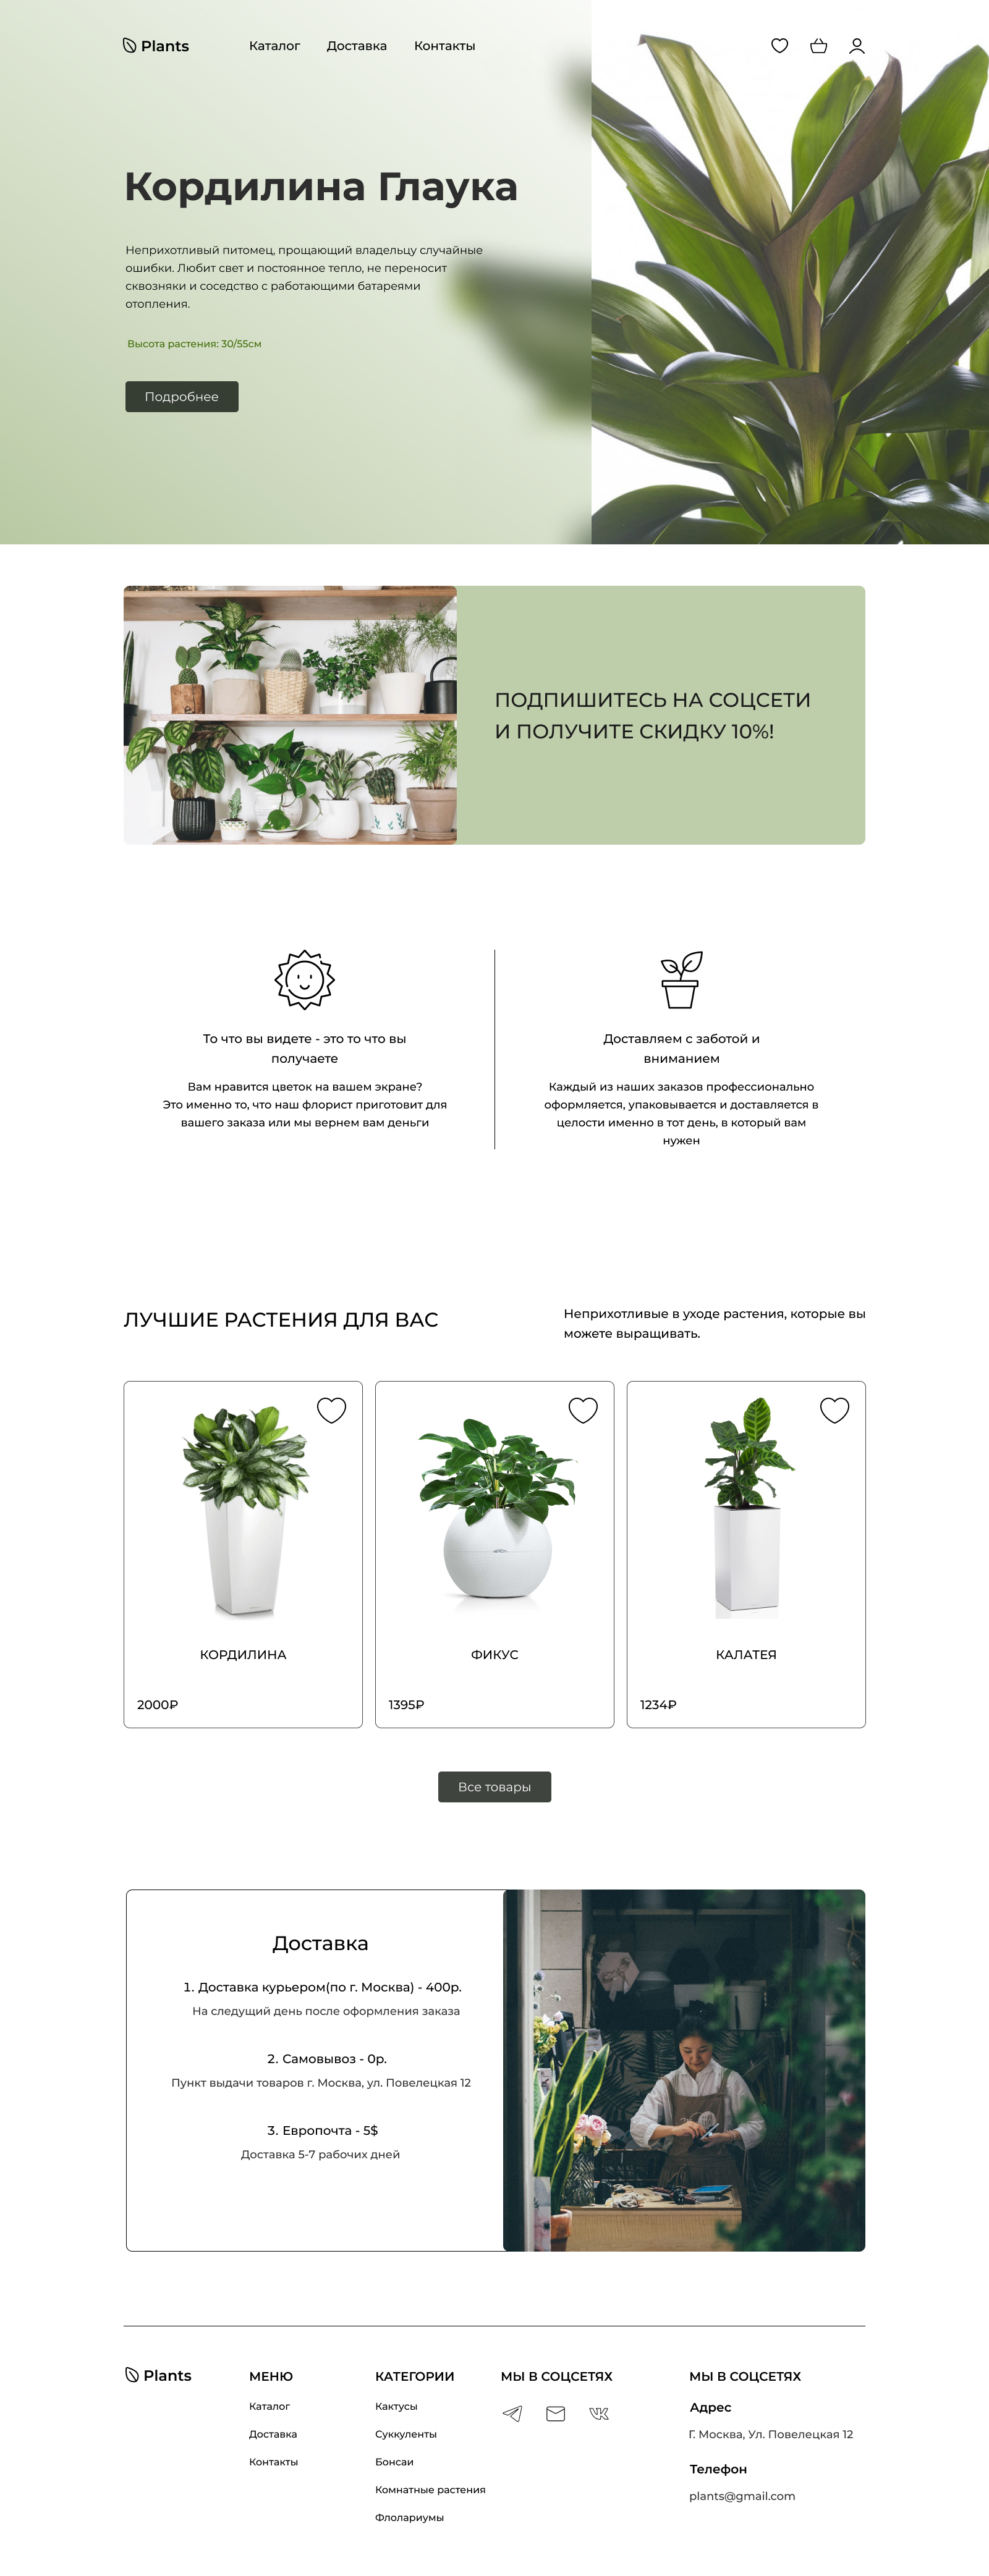 Plants
Каталог
Доставка
Контакты
Кордилина Глаука
Неприхотливый питомец, прощающий владельцу случайные
ошибки. Любит свет и постоянное тепло, не переносит
сквозняки и соседство с работающими батареями
отопления.
Высота растения: 30/55см
Подробнее
ПОДПИШИТЕСЬ НА СОЦСЕТИ
И ПОЛУЧИТЕ СКИДКУ 10%!
То что вы видете - это то что вы
получаете
Вам нравится цветок на вашем экране?
Это именно то, что наш флорист приготовит для
вашего заказа или мы вернем вам деньги
Доставляем с заботой и
вниманием
Каждый из наших заказов профессионально
оформляется, упаковывается и доставляется в
целости именно в тот день, в который вам
нужен
ЛУЧШИЕ РАСТЕНИЯ ДЛЯ ВАС
Неприхотливые в уходе растения, которые вы
можете выращивать.
КОРДИЛИНА
2000₽
ФИКУС
1395₽
КАЛАТЕЯ
1234₽
Все товары
Доставка
1. Доставка курьером(по г. Москва) - 400р.
На следущий день после оформления заказа
2. Самовывоз - 0р.
Пункт выдачи товаров г. Москва, ул. Повелецкая 12
3. Европочта - 5$
Доставка 5-7 рабочих дней
Plants
МЕНЮ
Каталог
Доставка
Контакты
КАТЕГОРИИ
Кактусы
Суккуленты
Бонсаи
Комнатные растения
Флолариумы
МЫ В СОЦСЕТЯХ
МЫ В СОЦСЕТЯХ
Адрес
Г. Москва, Ул. Повелецкая 12
Телефон
plants@gmail.com